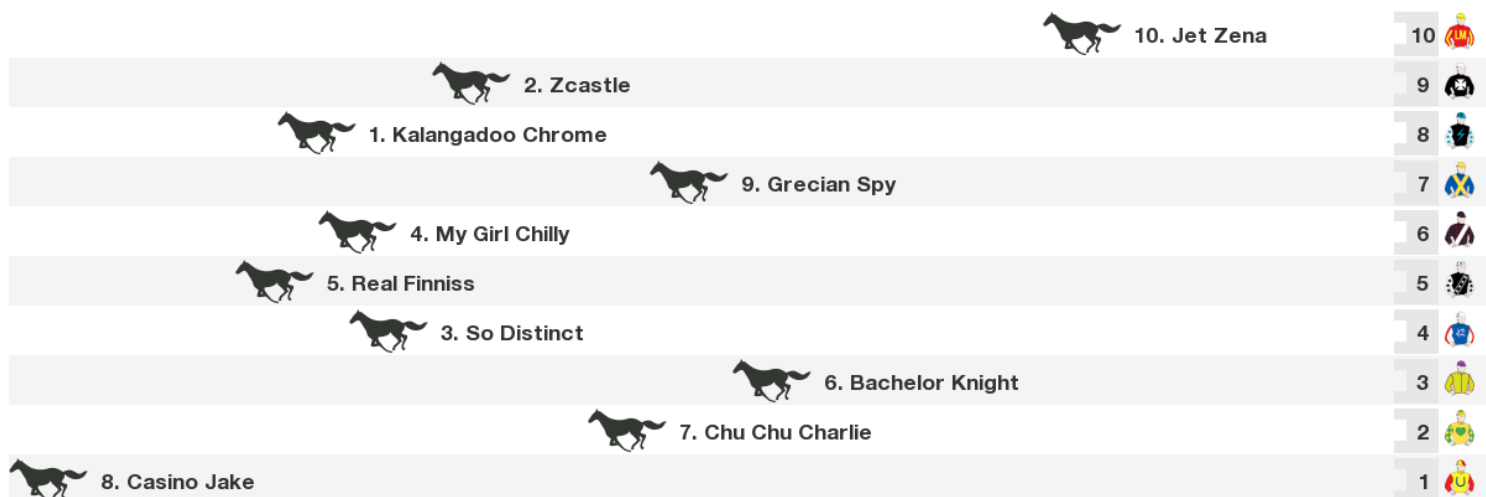 10. Jet Zena 10 LM
2. Zcastle 9
1. Kalangadoo Chrome 8
9. Grecian Spy 7
4. My Girl Chilly 6
5. Real Finniss 5
3. So Distinct 4
6. Bachelor Knight 3
7. Chu Chu Charlie 2
8. Casino Jake 1 U